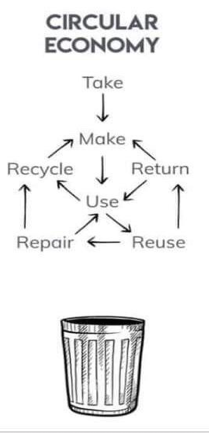 CIRCULAR
ECONOMY
Take
Make
Recycle Return
Use
Repair Reuse